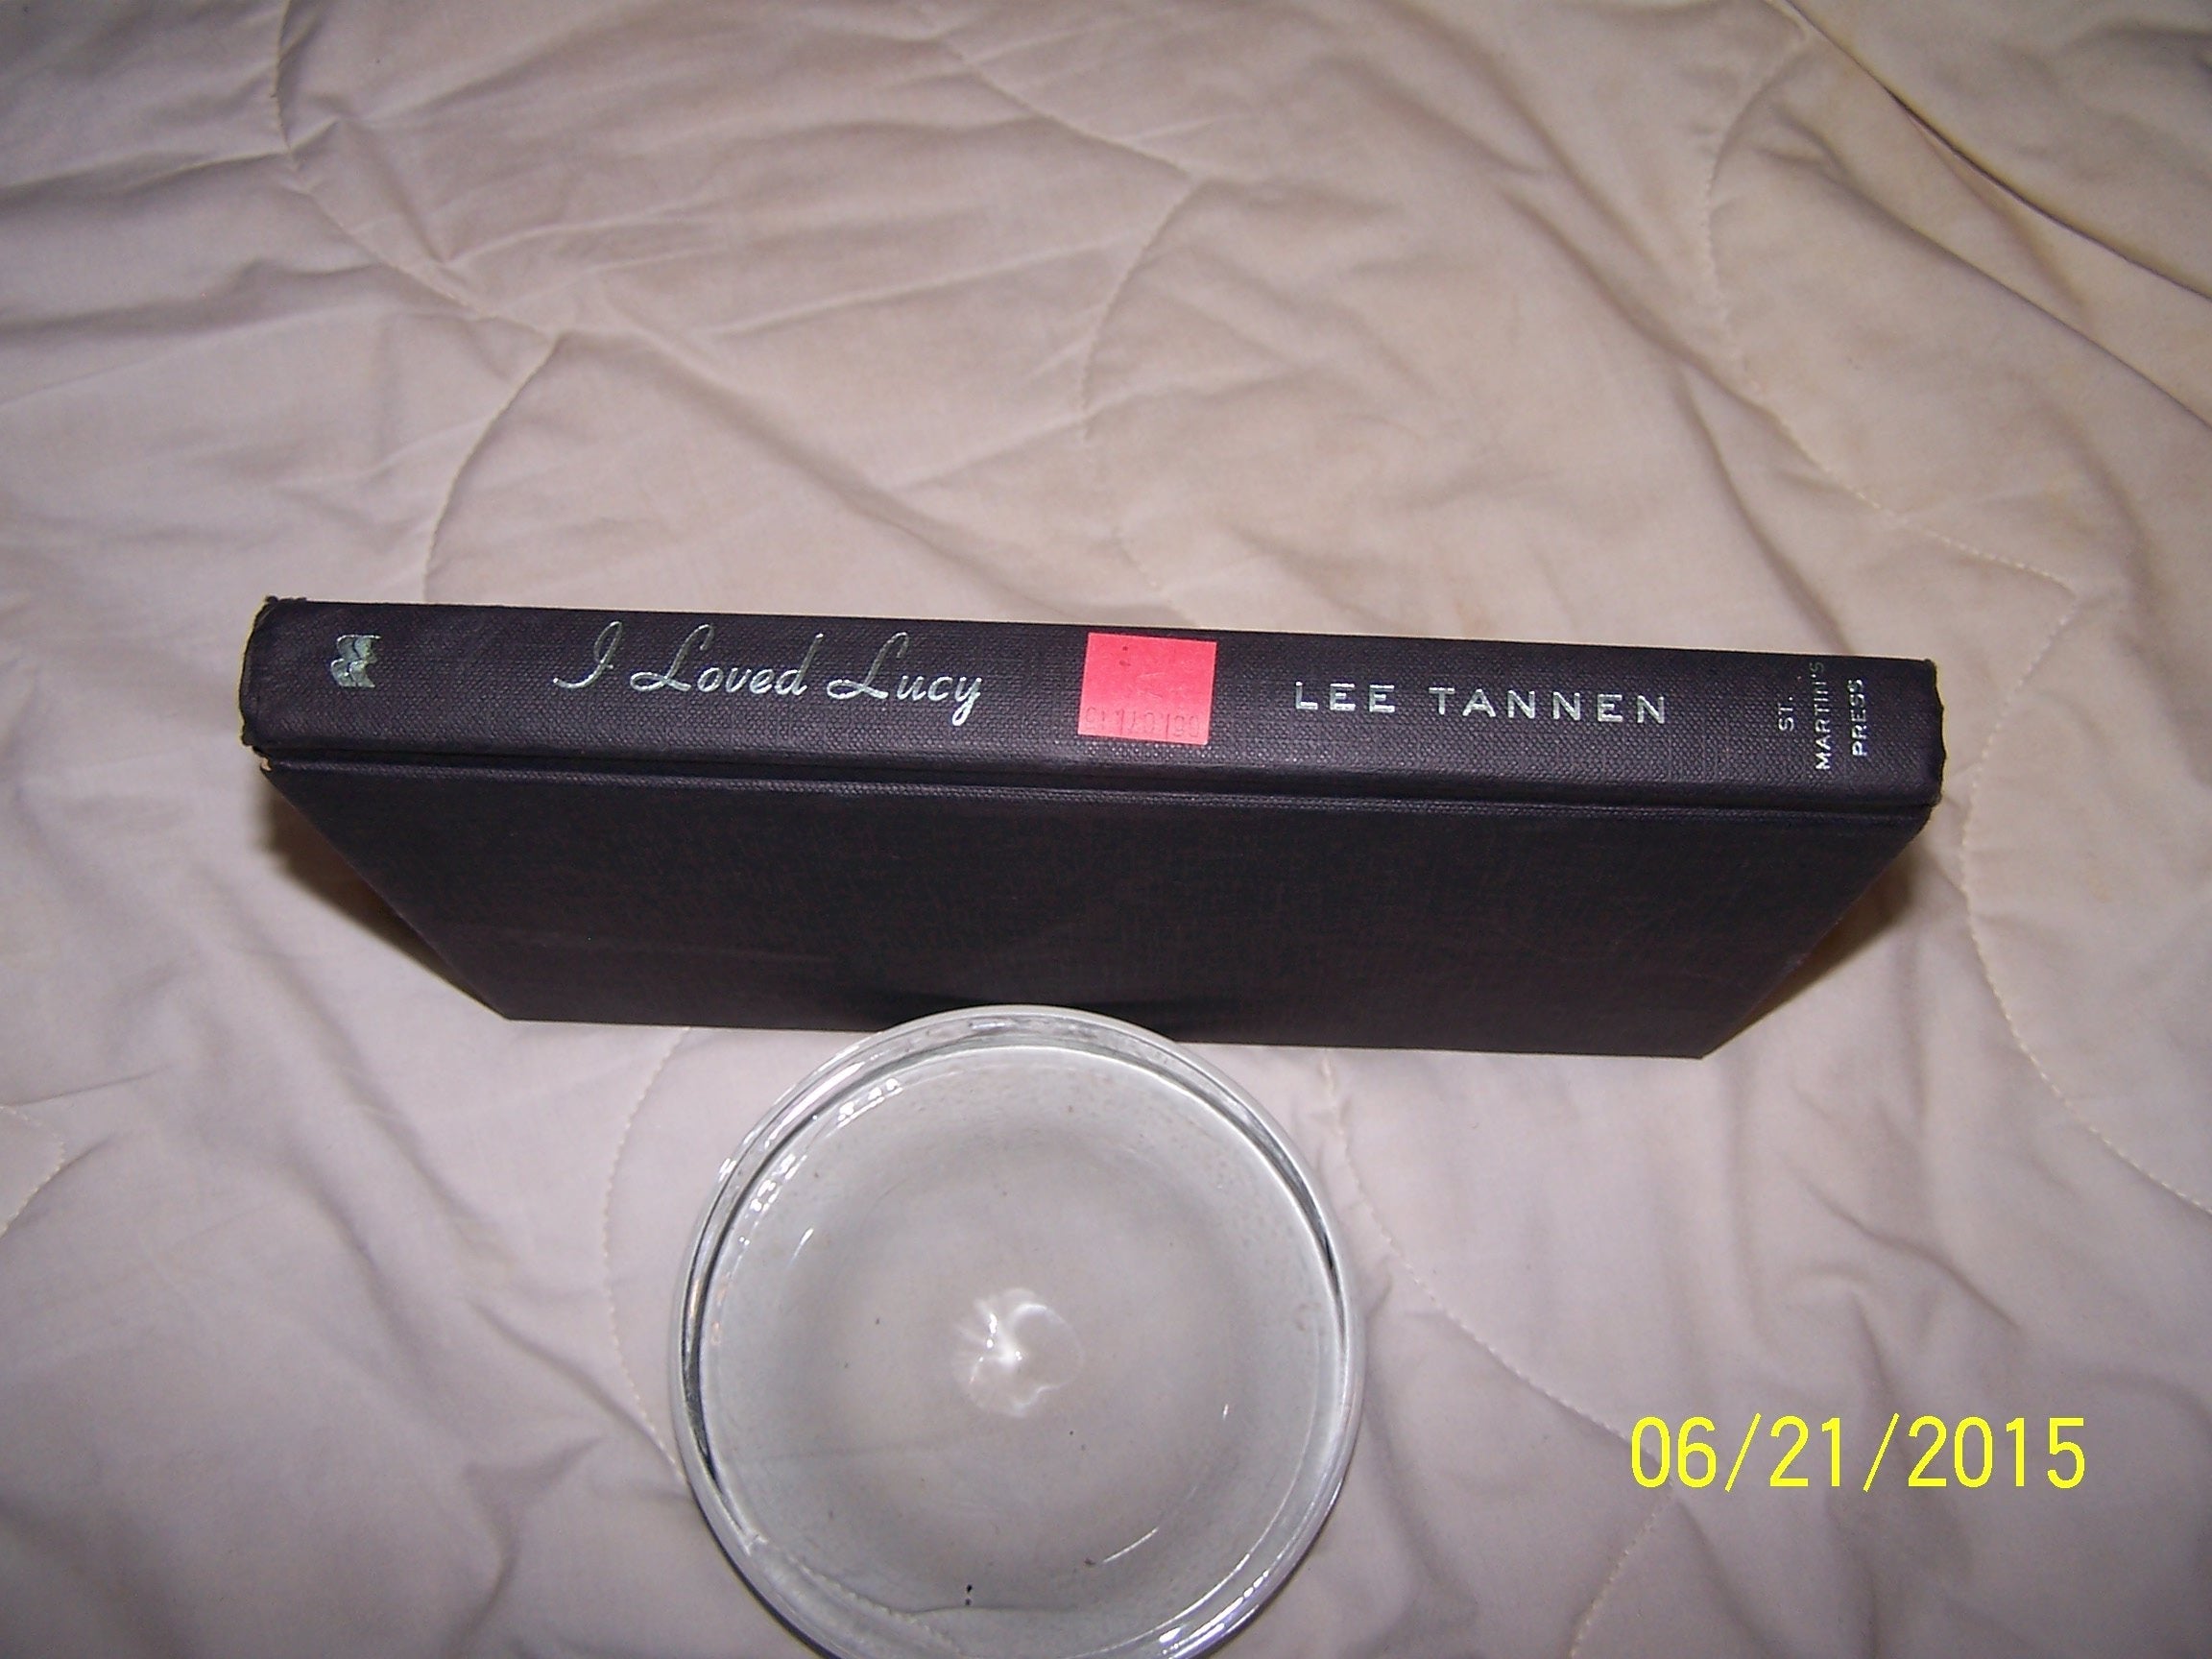 I Loved Lucy
LEE TANNEN
ST.
MARTIN'S
PRESS
06/21/2015